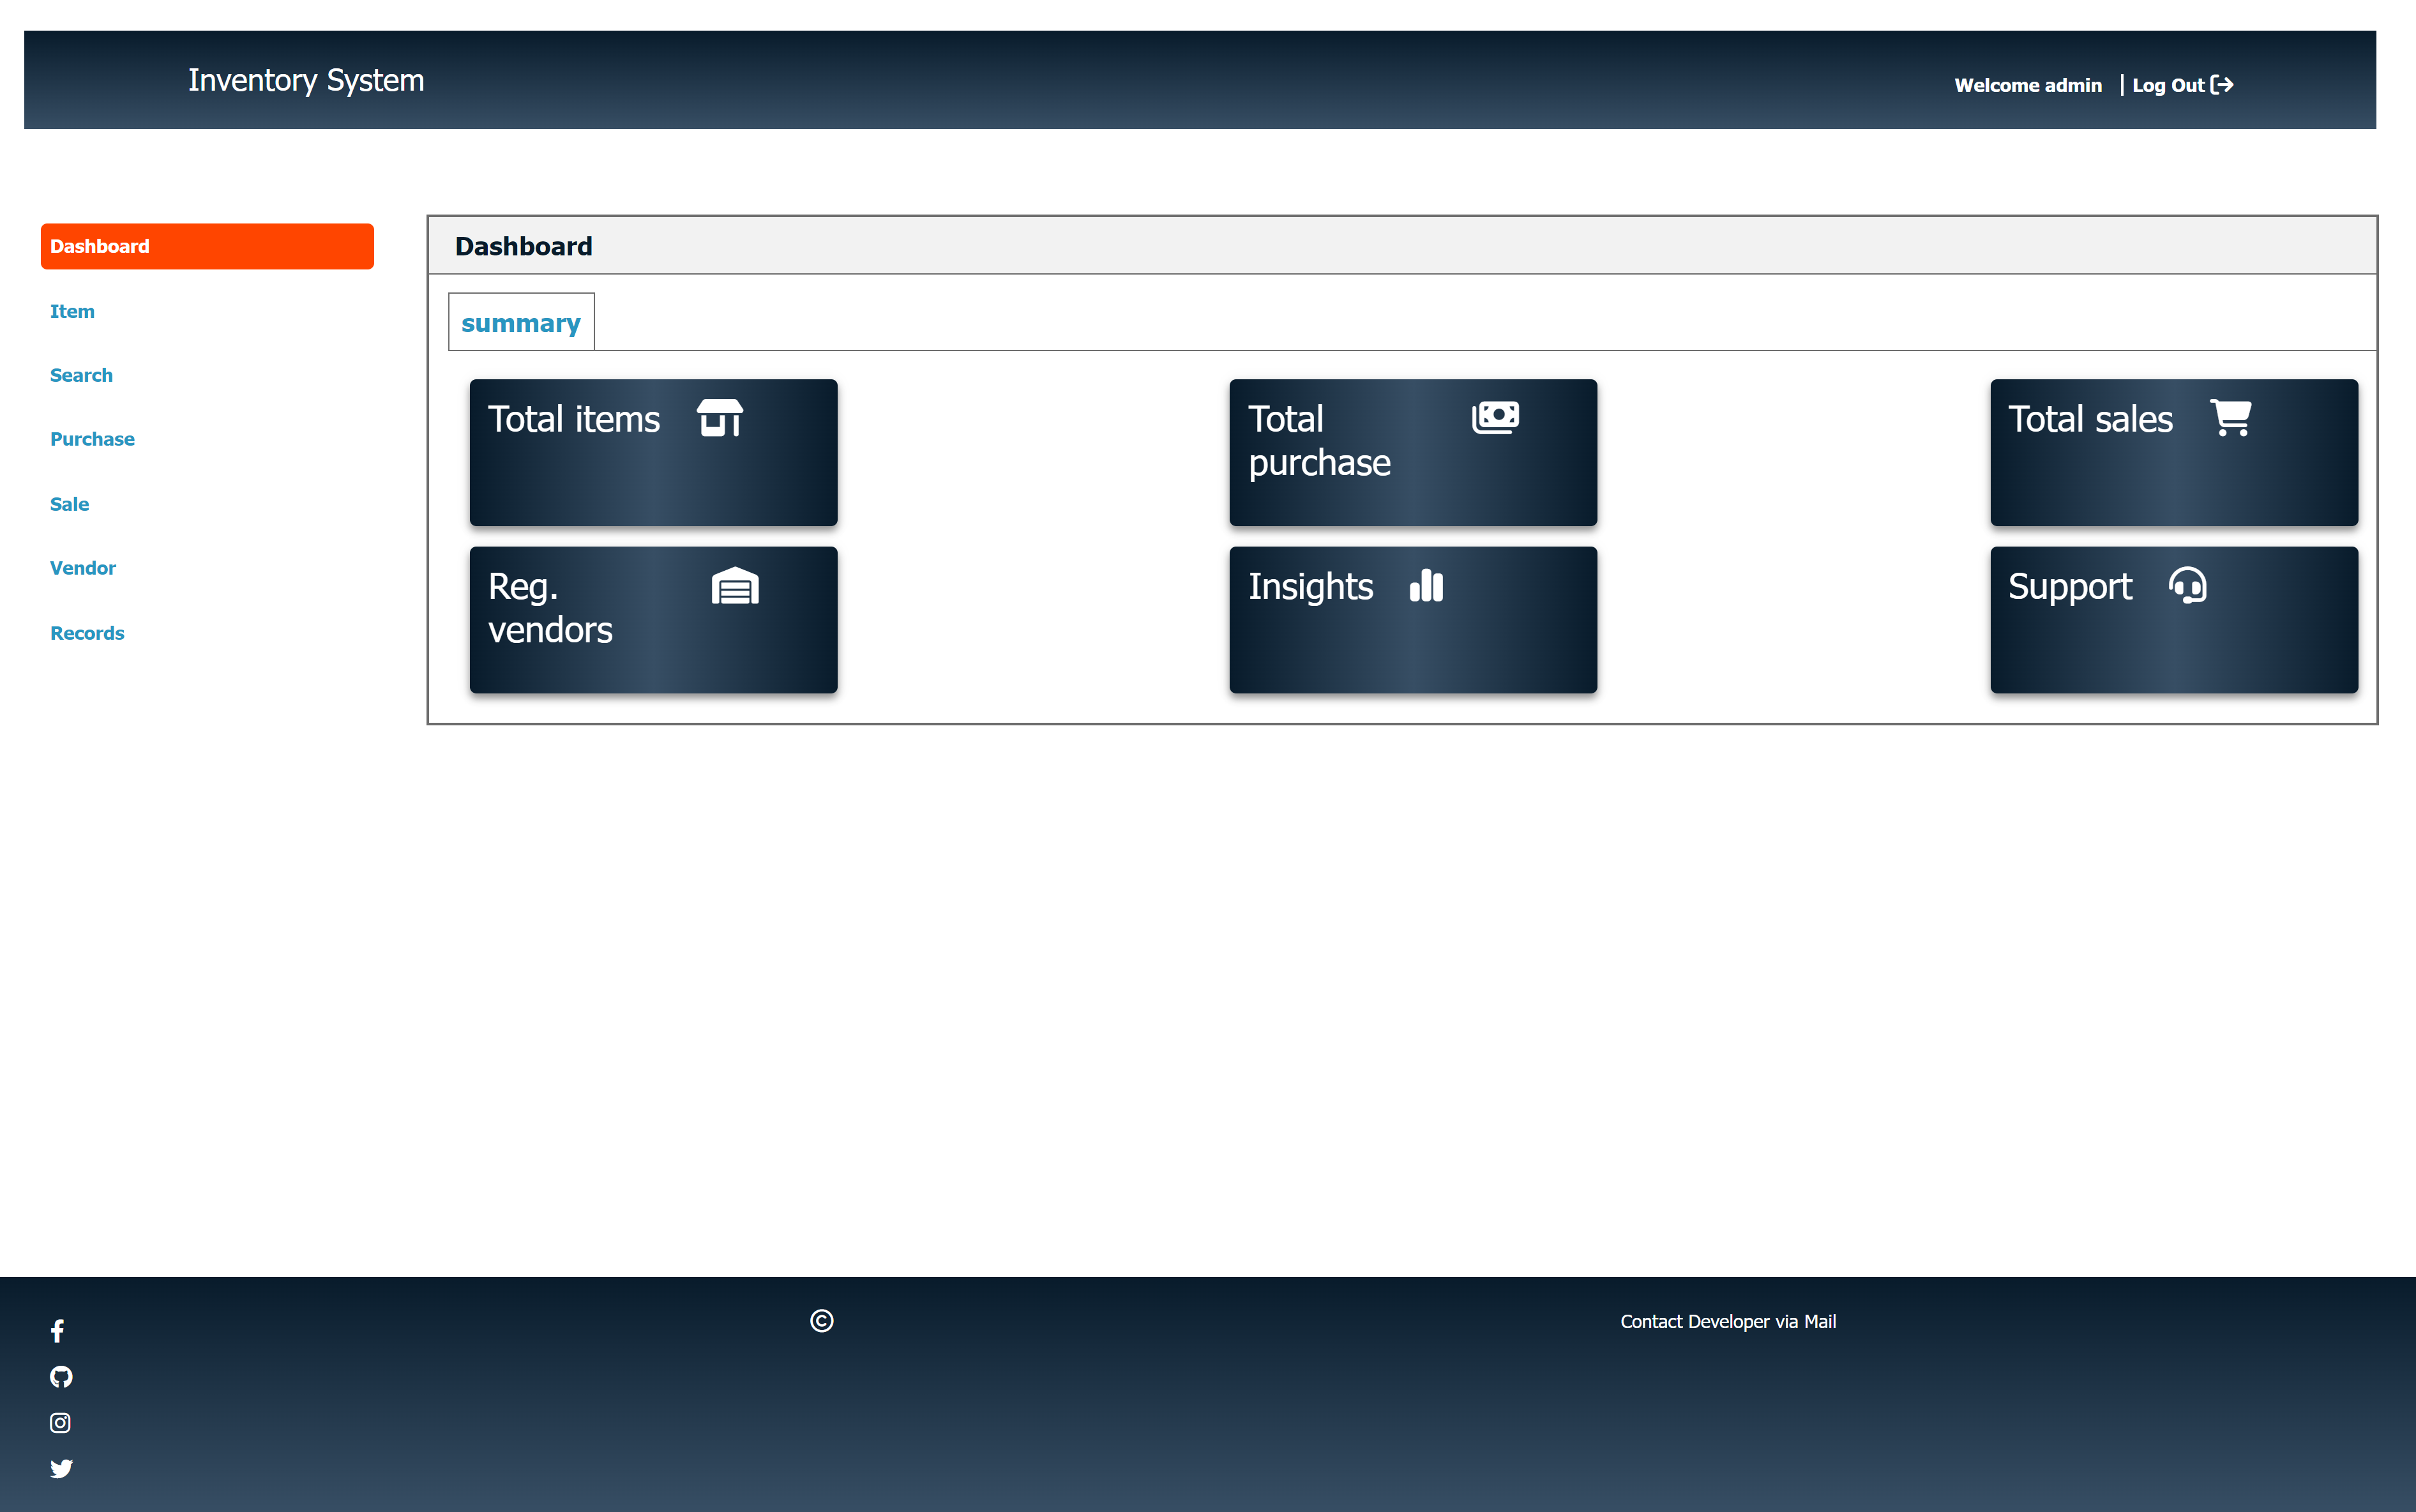 Inventory System
Welcome admin | Log Out
Dashboard
Item
Search
Purchase
Sale
Vendor
Records
Dashboard
summary
Total items
Total
purchase
Total sales
Reg.
vendors
Insights
Support
©
Contact Developer via Mail